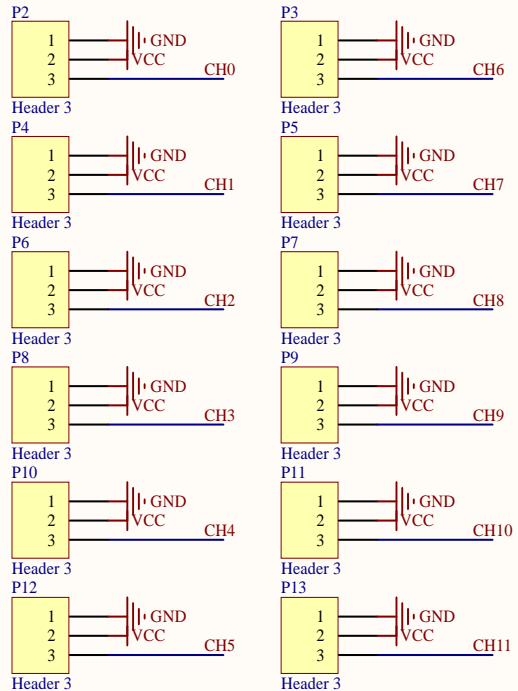 P2
1
GND
2
VCC
3
CH0
Header 3
P3
1
GND
2
VCC
3
CH6
Header 3
P4
1
GND
2
VCC
3
CH1
Header 3
P5
1
GND
2
VCC
3
CH7
Header 3
P6
1
GND
2
VCC
3
CH2
Header 3
P7
1
GND
2
VCC
3
CH8
Header 3
P8
1
GND
2
VCC
3
CH3
Header 3
P9
1
GND
2
VCC
3
CH9
Header 3
P10
1
GND
2
VCC
3
CH4
Header 3
P11
1
GND
2
VCC
3
CH10
Header 3
P12
1
GND
2
VCC
3
CH5
Header 3
P13
1
GND
2
VCC
3
CH11
Header 3